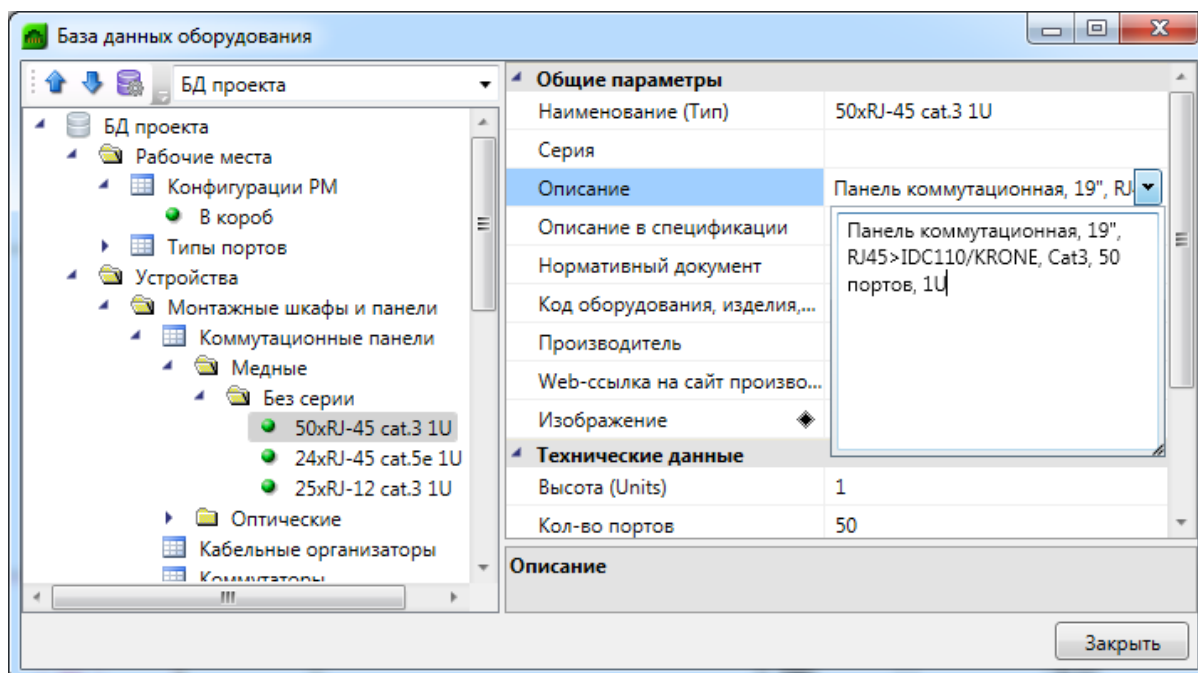 База данных оборудования
БД проекта
БД проекта
Рабочие места
Конфигурации РМ
В короб
Типы портов
Устройства
Монтажные шкафы и панели
Коммутационные панели
Медные
Без серии
50xRJ-45 cat.3 1U
24xRJ-45 cat.5e 1U
25xRJ-12 cat.3 1U
Оптические
Кабельные организаторы
Коммутаторы
Общие параметры
Наименование (Тип) 50xRJ-45 cat.3 1U
Серия
Описание Панель коммутационная, 19", RJ
Описание в спецификации
Нормативный документ
Код оборудования, изделия,...
Производитель
Web-ссылка на сайт произво...
Изображение
Панель коммутационная, 19",
RJ45>IDC110/KRONE, Cat3, 50
портов, 1U
Технические данные
Высота (Units) 1
Кол-во портов 50
Описание
Закрыть